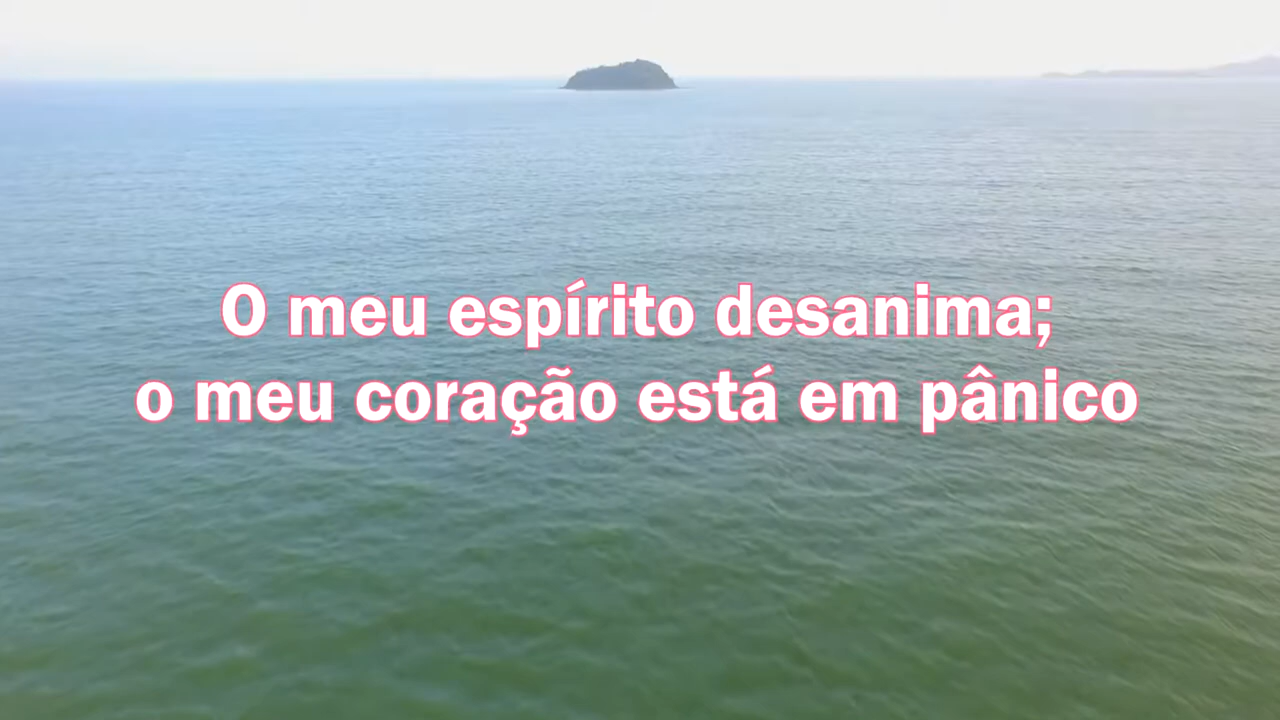 O meu espírito desanima;
o meu coração está em pânico